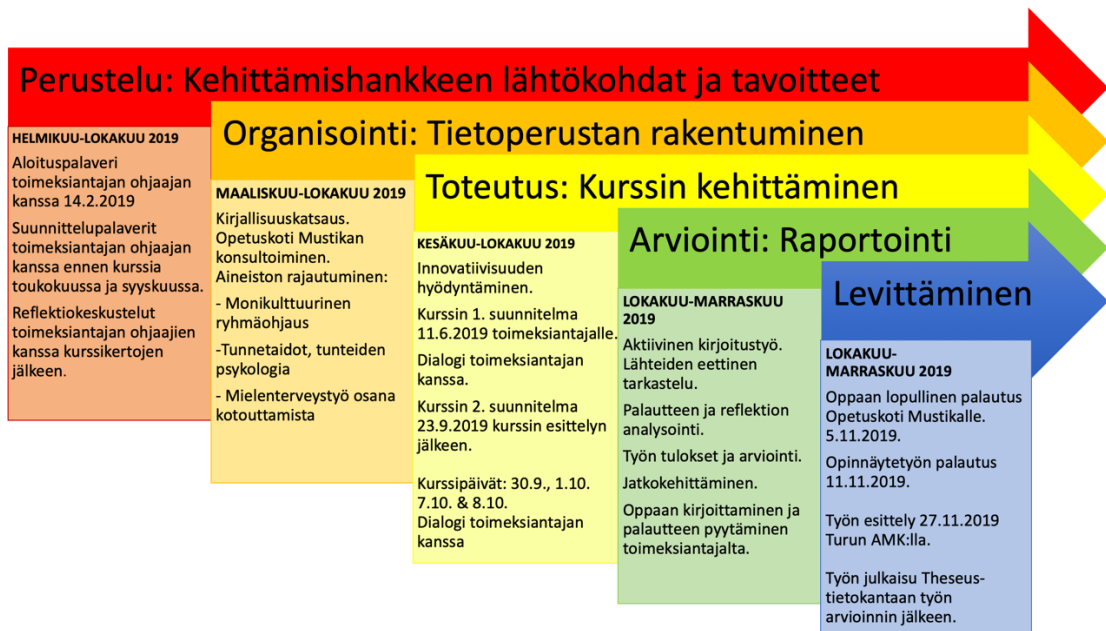 Perustelu: Kehittämishankkeen lähtökohdat ja tavoitteet
HELMIKUU-LOKAKUU 2019
Aloituspalaveri
toimeksiantajan ohjaajan
kanssa 14.2.2019
Suunnittelupalaverit
toimeksiantajan ohjaajan
kanssa ennen kurssia
toukokuussa ja syyskuussa.
Reflektiokeskustelut
toimeksiantajan ohjaajien
kanssa kurssikertojen
jälkeen.
Organisointi: Tietoperustan rakentuminen
MAALISKUU-LOKAKUU 2019
Kirjallisuuskatsaus.
Opetuskoti Mustikan
konsultoiminen.
Aineiston rajautuminen:
- Monikulttuurinen
ryhmäohjaus
-Tunnetaidot, tunteiden
psykologia
- Mielenterveystyö osana
kotouttamista
Toteutus: Kurssin kehittäminen
KESÄKUU-LOKAKUU 2019
Innovatiivisuuden
hyödyntäminen.
Kurssin 1. suunnitelma
11.6.2019 toimeksiantajalle.
Dialogi toimeksiantajan
kanssa.
Kurssin 2. suunnitelma
23.9.2019 kurssin esittelyn
jälkeen.
Kurssipäivät: 30.9., 1.10.
7.10. & 8.10.
Dialogi toimeksiantajan
kanssa
Arviointi: Raportointi
LOKAKUU-MARRASKUU
2019
Aktiivinen kirjoitustyö.
Lähteiden eettinen
tarkastelu.
Palautteen ja reflektion
analysointi.
Työn tulokset ja arviointi.
Jatkokehittäminen.
Oppaan kirjoittaminen ja
palautteen pyytäminen
toimeksiantajalta.
Levittäminen
LOKAKUU-
MARRASKUU 2019
Oppaan lopullinen palautus
Opetuskoti Mustikalle.
5.11.2019.
Opinnäytetyön palautus
11.11.2019.
Työn esittely 27.11.2019
Turun AMK:lla.
Työn julkaisu Theseus-
tietokantaan työn
arvioinnin jälkeen.